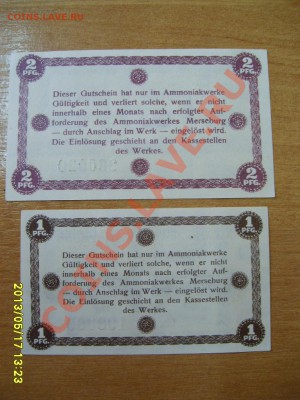 2 PFG.
2 PFG.
Dieser Gutschein hat nur im Ammoniakwerke
Gültigkeit und verliert solche, wenn er nicht
innerhalb eines Monats nach erfolgter Auf-
forderung des Ammoniakwerkes Merseburg
— durch Anschlag im Werk — eingelöst wird.
Die Einlösung geschieht an den Kassestellen
des Werkes.
2 PFG.
2 PFG.
1 PFG.
1 PFG.
Dieser Gutschein hat nur im Ammoniakwerke
Gültigkeit und verliert solche, wenn er nicht
innerhalb eines Monats nach erfolgter Auf-
forderung des Ammoniakwerkes Merseburg
— durch Anschlag im Werk — eingelöst wird.
Die Einlösung geschieht an den Kassestellen
des Werkes.
1 PFG.
1 PFG.
COINS.LAVE.RU
COINS.LAVE.RU
2013/05/17 13:23